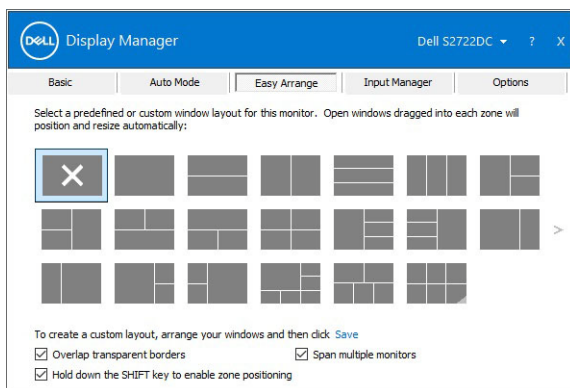 DELL Display Manager Dell S2722DC ? X
Basic Auto Mode Easy Arrange Input Manager Options
Select a predefined or custom window layout for this monitor. Open windows dragged into each zone will
position and resize automatically:
To create a custom layout, arrange your windows and then click Save
Overlap transparent borders Span multiple monitors
Hold down the SHIFT key to enable zone positioning